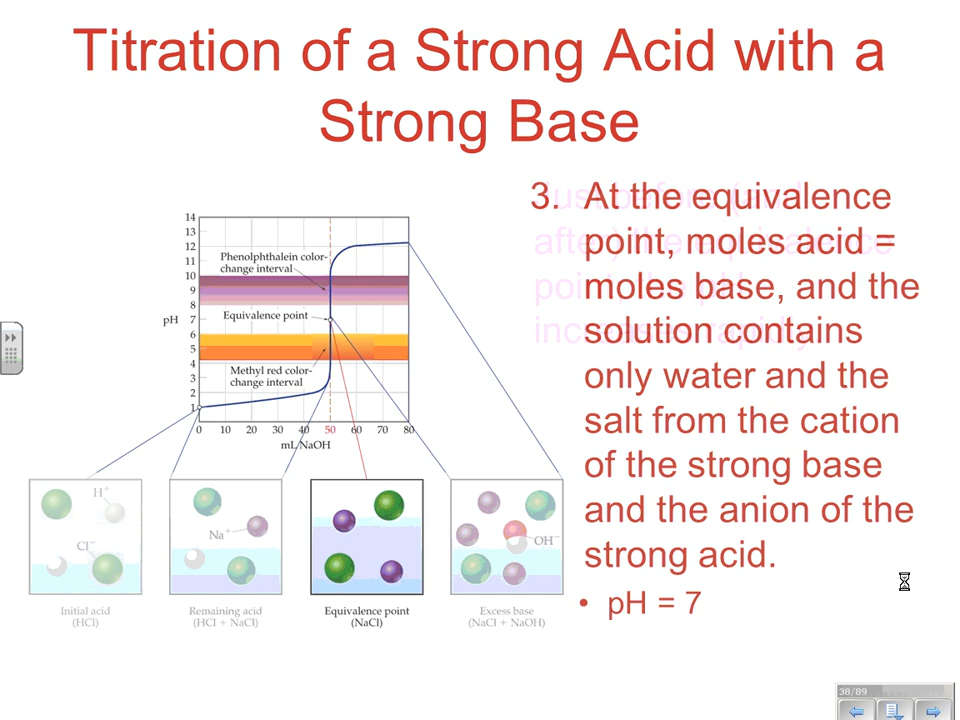 Titration of a Strong Acid with a
Strong Base
3. At the equivalence
point, moles acid =
moles base, and the
solution contains
only water and the
salt from the cation
of the strong base
and the anion of the
strong acid.
• pH = 7
14
13
12
11
10
9
8
7
6
5
4
3
2
1
pH
Phenolphthalein color-
change interval
Equivalence point
Methyl red color-
change interval
0 10 20 30 40 50 60 70 80
mL NaOH
H+
Cl−
Na+
OH−
Initial acid
(HCl)
Remaining acid
(HCl + NaCl)
Equivalence point
(NaCl)
Excess base
(NaCl + NaOH)
38/89